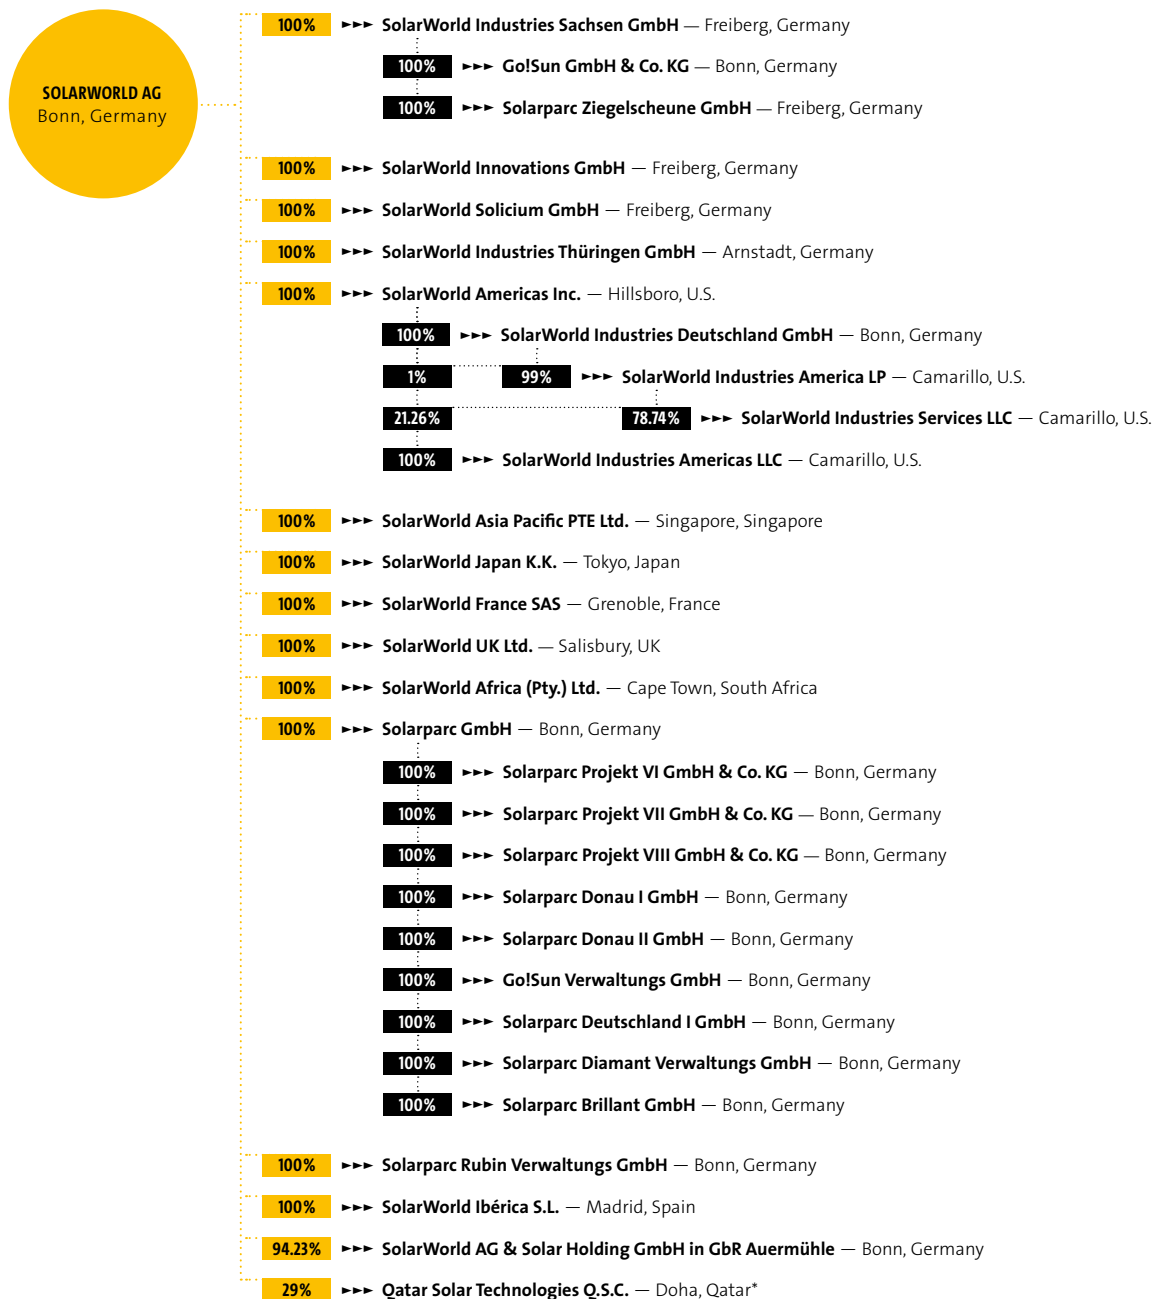 SOLARWORLD AG
Bonn, Germany
100% ►►► SolarWorld Industries Sachsen GmbH — Freiberg, Germany
100% ►►► Go!Sun GmbH & Co. KG — Bonn, Germany
100% ►►► Solarparc Ziegelscheune GmbH — Freiberg, Germany
100% ►►► SolarWorld Innovations GmbH — Freiberg, Germany
100% ►►► SolarWorld Solicium GmbH — Freiberg, Germany
100% ►►► SolarWorld Industries Thüringen GmbH — Arnstadt, Germany
100% ►►► SolarWorld Americas Inc. — Hillsboro, U.S.
100% ►►► SolarWorld Industries Deutschland GmbH — Bonn, Germany
1% 99% ►►► SolarWorld Industries America LP — Camarillo, U.S.
21.26% 78.74% ►►► SolarWorld Industries Services LLC — Camarillo, U.S.
100% ►►► SolarWorld Industries Americas LLC — Camarillo, U.S.
100% ►►► SolarWorld Asia Pacific PTE Ltd. — Singapore, Singapore
100% ►►► SolarWorld Japan K.K. — Tokyo, Japan
100% ►►► SolarWorld France SAS — Grenoble, France
100% ►►► SolarWorld UK Ltd. — Salisbury, UK
100% ►►► SolarWorld Africa (Pty.) Ltd. — Cape Town, South Africa
100% ►►► Solarparc GmbH — Bonn, Germany
100% ►►► Solarparc Projekt VI GmbH & Co. KG — Bonn, Germany
100% ►►► Solarparc Projekt VII GmbH & Co. KG — Bonn, Germany
100% ►►► Solarparc Projekt VIII GmbH & Co. KG — Bonn, Germany
100% ►►► Solarparc Donau I GmbH — Bonn, Germany
100% ►►► Solarparc Donau II GmbH — Bonn, Germany
100% ►►► Go!Sun Verwaltungs GmbH — Bonn, Germany
100% ►►► Solarparc Deutschland I GmbH — Bonn, Germany
100% ►►► Solarparc Diamant Verwaltungs GmbH — Bonn, Germany
100% ►►► Solarparc Brillant GmbH — Bonn, Germany
100% ►►► Solarparc Rubin Verwaltungs GmbH — Bonn, Germany
100% ►►► SolarWorld Ibérica S.L. — Madrid, Spain
94.23% ►►► SolarWorld AG & Solar Holding GmbH in GbR Auermühle — Bonn, Germany
29% ►►► Qatar Solar Technologies Q.S.C. — Doha, Qatar*